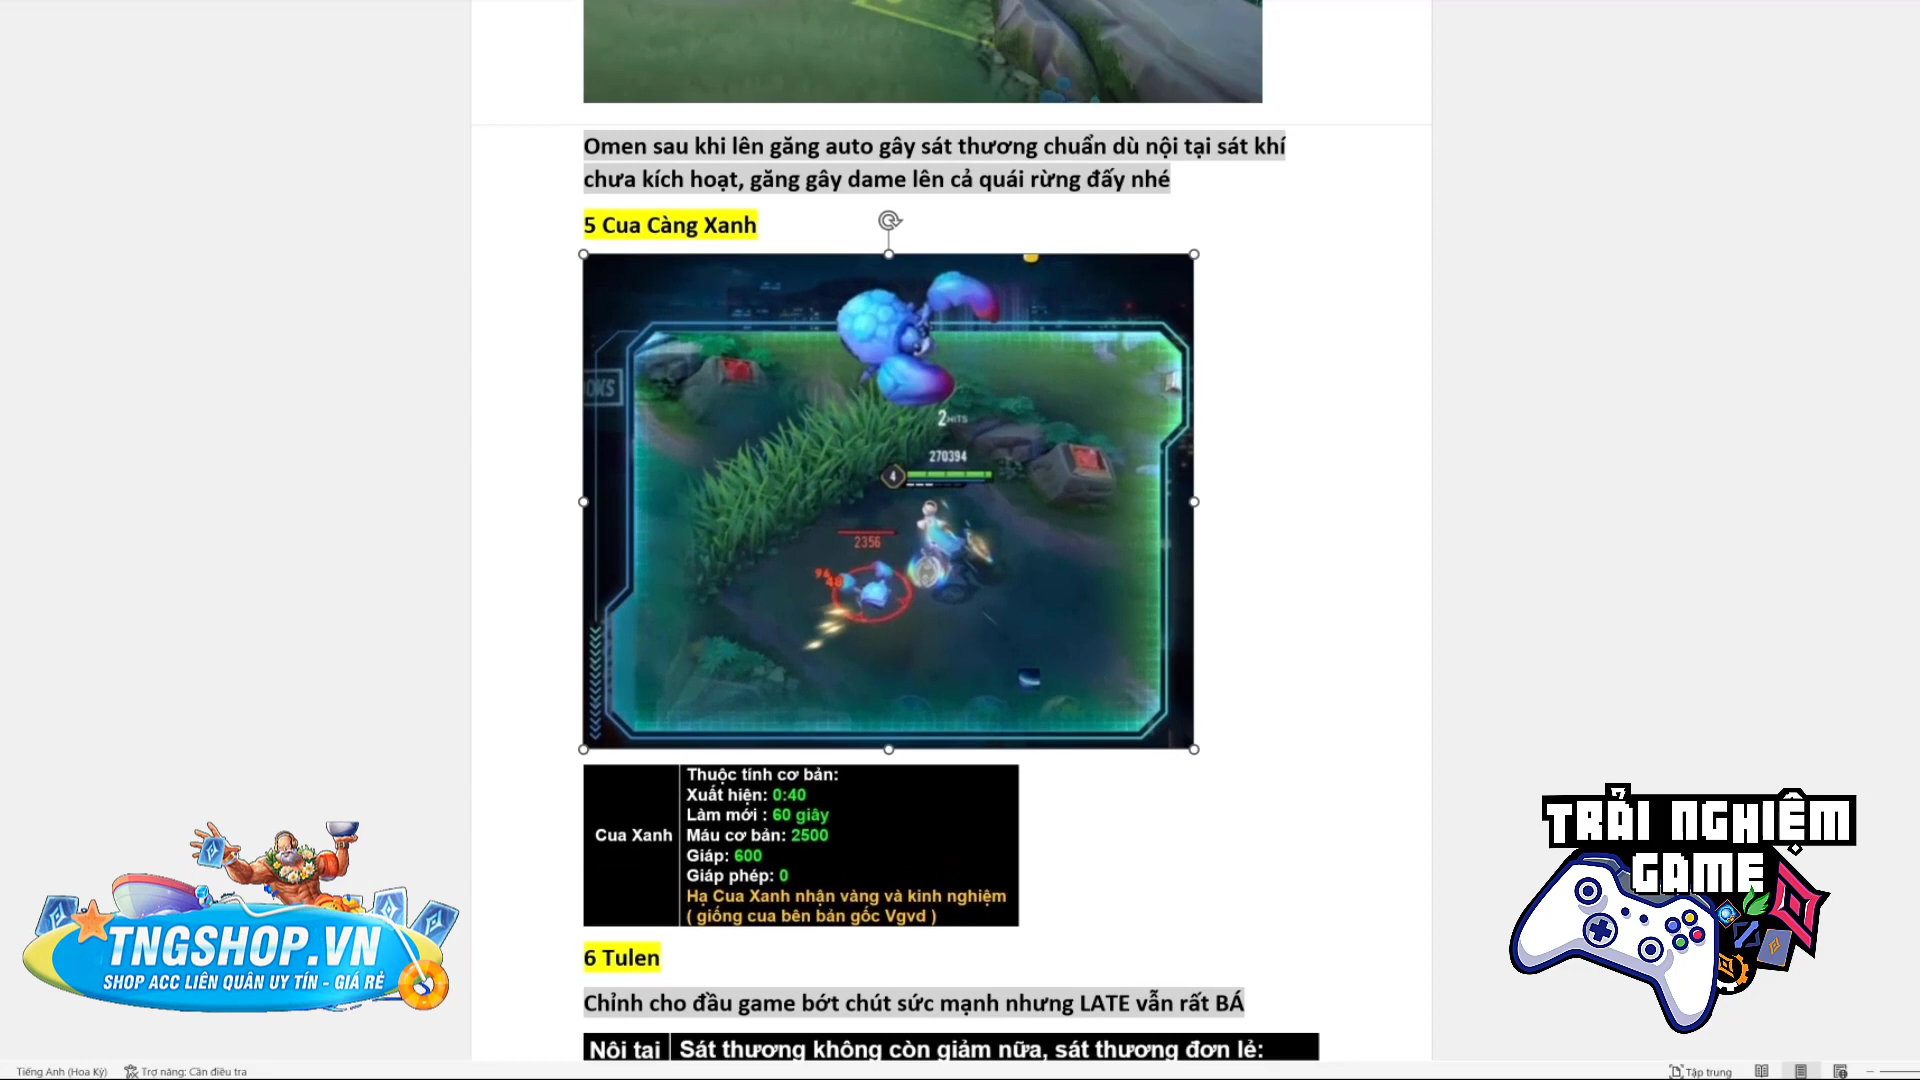 Omen sau khi lên găng auto gây sát thương chuẩn dù nội tại sát khí
chưa kích hoạt, găng gây dame lên cả quái rừng đấy nhé
5 Cua Càng Xanh
OKS
2 HITS
270394
4
2356
96
48
Cua Xanh
Thuộc tính cơ bản:
Xuất hiện: 0:40
Làm mới : 60 giây
Máu cơ bản: 2500
Giáp: 600
Giáp phép: 0
Hạ Cua Xanh nhận vàng và kinh nghiệm
( giống cua bên bản gốc Vgvd )
6 Tulen
Chỉnh cho đầu game bớt chút sức mạnh nhưng LATE vẫn rất BÁ
Nội tại Sát thương không còn giảm nữa, sát thương đơn lẻ:
TNGSHOP.VN
SHOP ACC LIÊN QUÂN UY TÍN - GIÁ RẺ
TRẢI NGHIỆM
GAME
Tiếng Anh (Hoa Kỳ) Trợ năng: Cần điều tra
Tập trung